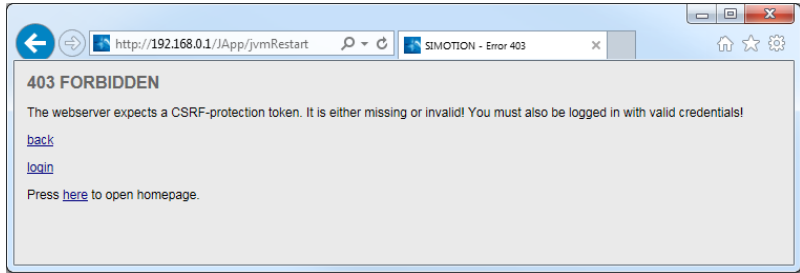 http://192.168.0.1/JApp/jvmRestart
SIMOTION - Error 403
403 FORBIDDEN
The webserver expects a CSRF-protection token. It is either missing or invalid! You must also be logged in with valid credentials!
back
login
Press here to open homepage.